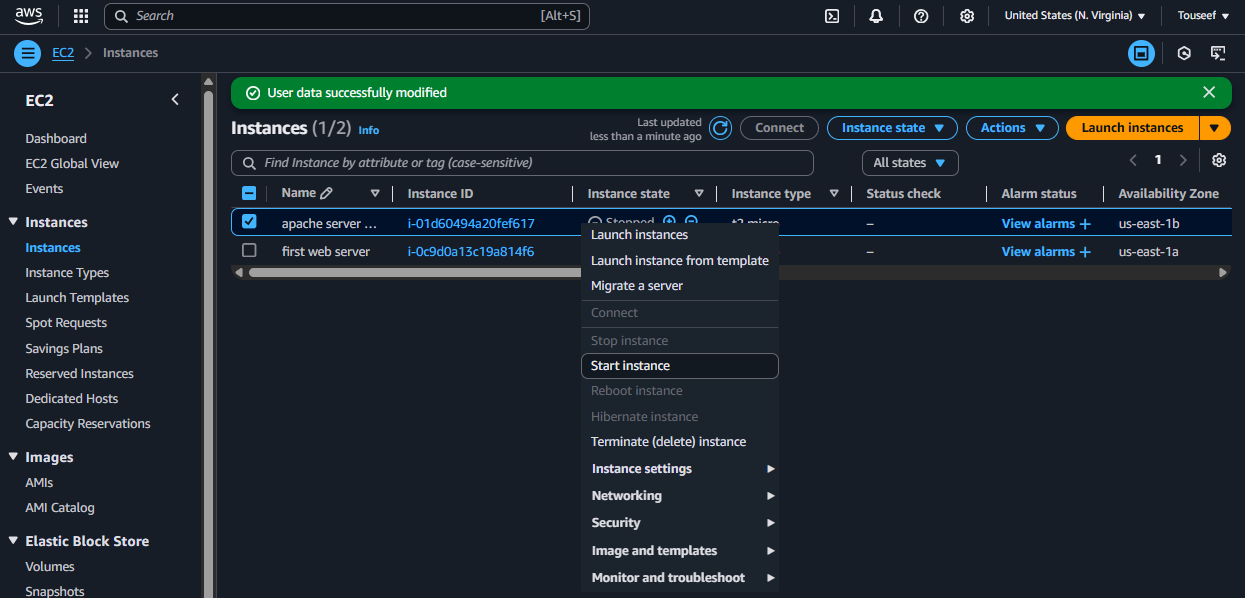 aws
Search [Alt+S]
United States (N. Virginia)
Touseef
EC2 Instances
EC2
Dashboard
EC2 Global View
Events
Instances
Instances
Instance Types
Launch Templates
Spot Requests
Savings Plans
Reserved Instances
Dedicated Hosts
Capacity Reservations
Images
AMIs
AMI Catalog
Elastic Block Store
Volumes
Snapshots
User data successfully modified
Instances (1/2) Info
Last updated
less than a minute ago
Connect
Instance state
Actions
Launch instances
Find Instance by attribute or tag (case-sensitive)
All states
1
Name Instance ID Instance state Instance type Status check Alarm status Availability Zone
apache server ... i-01d60494a20fef617 Stopped t2.micro – View alarms + us-east-1b
first web server i-0c9d0a13c19a814f6 – View alarms + us-east-1a
Launch instances
Launch instance from template
Migrate a server
Connect
Stop instance
Start instance
Reboot instance
Hibernate instance
Terminate (delete) instance
Instance settings
Networking
Security
Image and templates
Monitor and troubleshoot